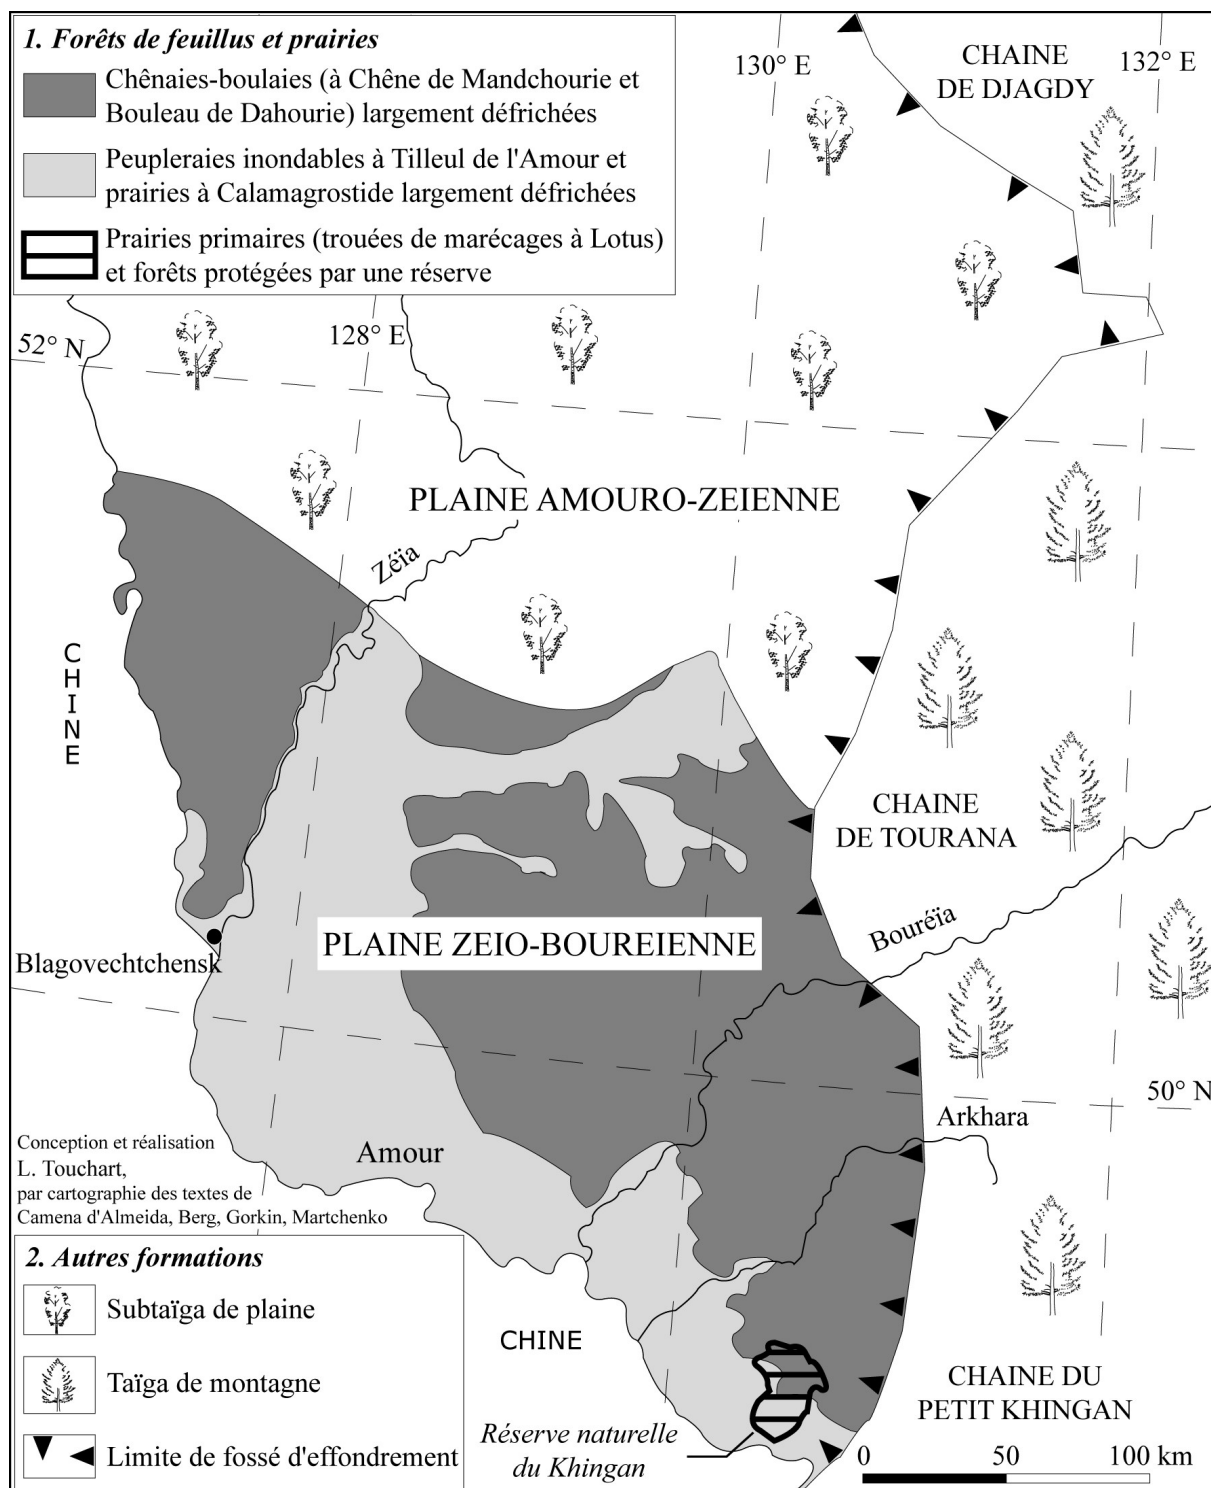 1. Forêts de feuillus et prairies
Chênaies-boulaies (à Chêne de Mandchourie et
Bouleau de Dahourie) largement défrichées
Peupleraies inondables à Tilleul de l'Amour et
prairies à Calamagrostide largement défrichées
Prairies primaires (trouées de marécages à Lotus)
et forêts protégées par une réserve
130° E
132° E
CHAINE
DE DJAGDY
52° N
128° E
PLAINE AMOURO-ZEIENNE
Zéïa
CHINE
CHAINE
DE TOURANA
Bouréïa
PLAINE ZEIO-BOUREIENNE
Blagovechtchensk
50° N
Arkhara
Amour
Conception et réalisation
L. Touchart,
par cartographie des textes de
Camena d'Almeida, Berg, Gorkin, Martchenko
2. Autres formations
Subtaïga de plaine
Taïga de montagne
Limite de fossé d'effondrement
CHINE
Réserve naturelle
du Khingan
CHAINE DU
PETIT KHINGAN
0 50 100 km